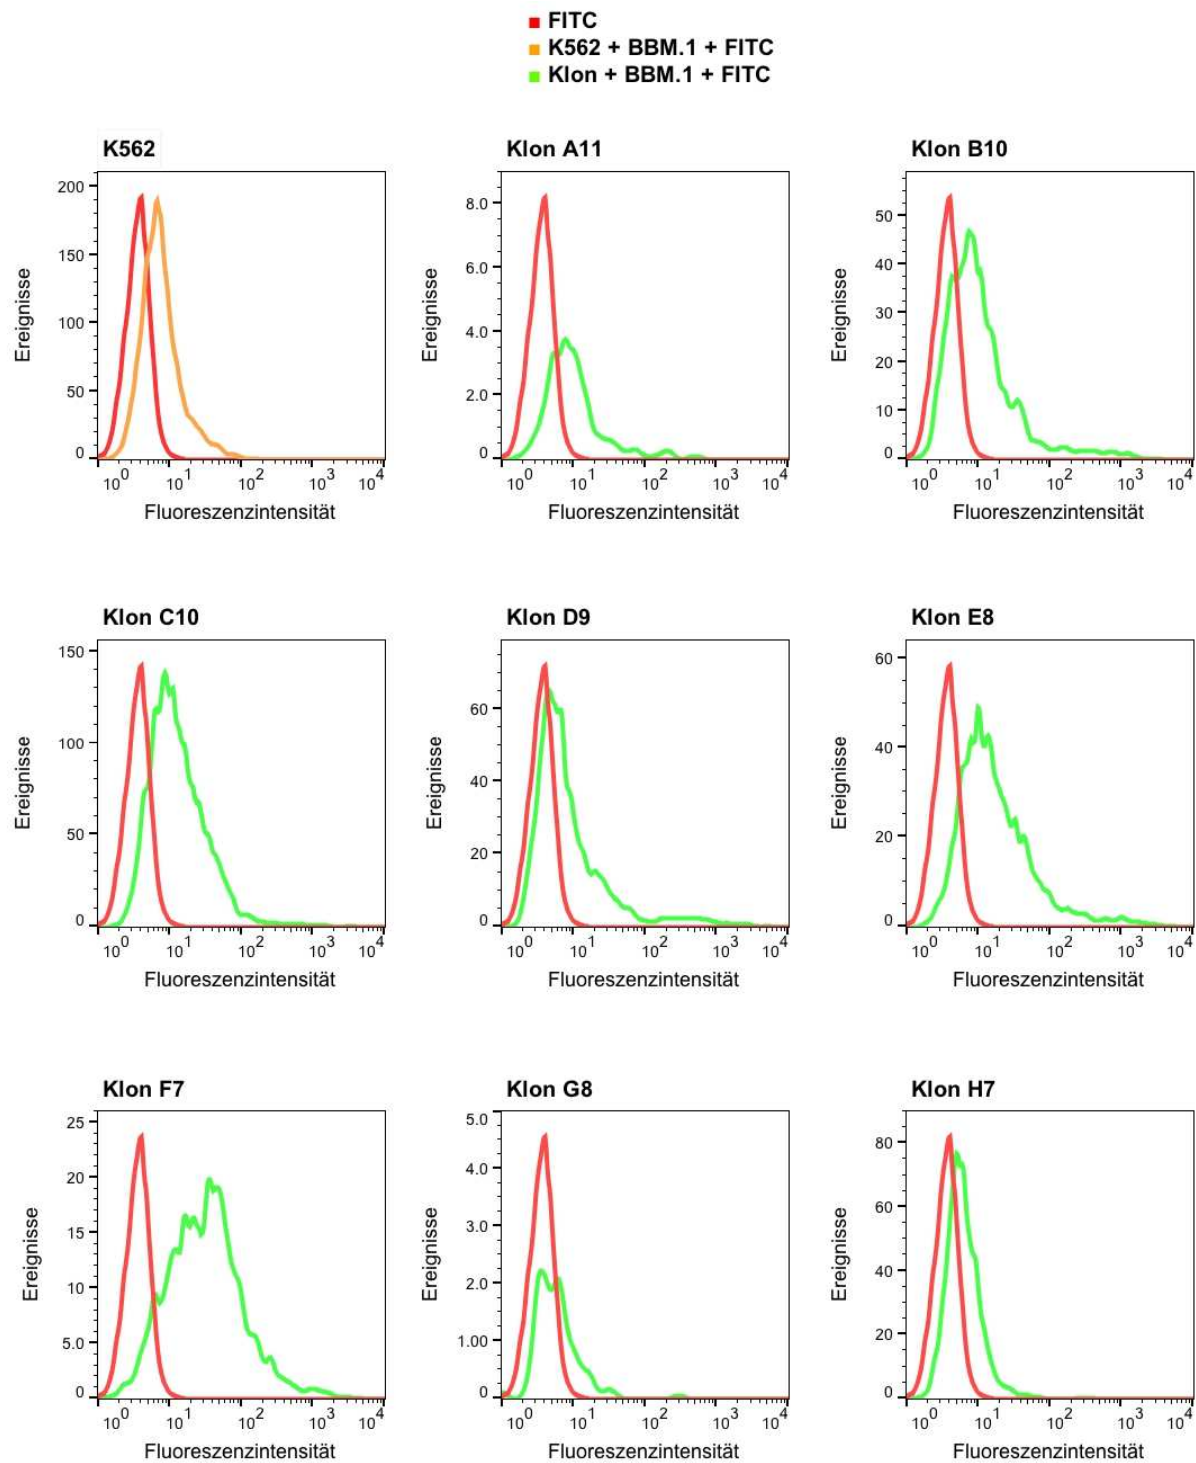 FITC
K562 + BBM.1 + FITC
Klon + BBM.1 + FITC
K562
200
150
100
50
0
Ereignisse
10^0 10^1 10^2 10^3 10^4
Fluoreszenzintensität
Klon A11
8.0
6.0
4.0
2.0
0
Ereignisse
10^0 10^1 10^2 10^3 10^4
Fluoreszenzintensität
Klon B10
50
40
30
20
10
0
Ereignisse
10^0 10^1 10^2 10^3 10^4
Fluoreszenzintensität
Klon C10
150
100
50
0
Ereignisse
10^0 10^1 10^2 10^3 10^4
Fluoreszenzintensität
Klon D9
60
40
20
0
Ereignisse
10^0 10^1 10^2 10^3 10^4
Fluoreszenzintensität
Klon E8
60
40
20
0
Ereignisse
10^0 10^1 10^2 10^3 10^4
Fluoreszenzintensität
Klon F7
25
20
15
10
5.0
0
Ereignisse
10^0 10^1 10^2 10^3 10^4
Fluoreszenzintensität
Klon G8
5.0
4.0
3.0
2.0
1.00
0
Ereignisse
10^0 10^1 10^2 10^3 10^4
Fluoreszenzintensität
Klon H7
80
60
40
20
0
Ereignisse
10^0 10^1 10^2 10^3 10^4
Fluoreszenzintensität